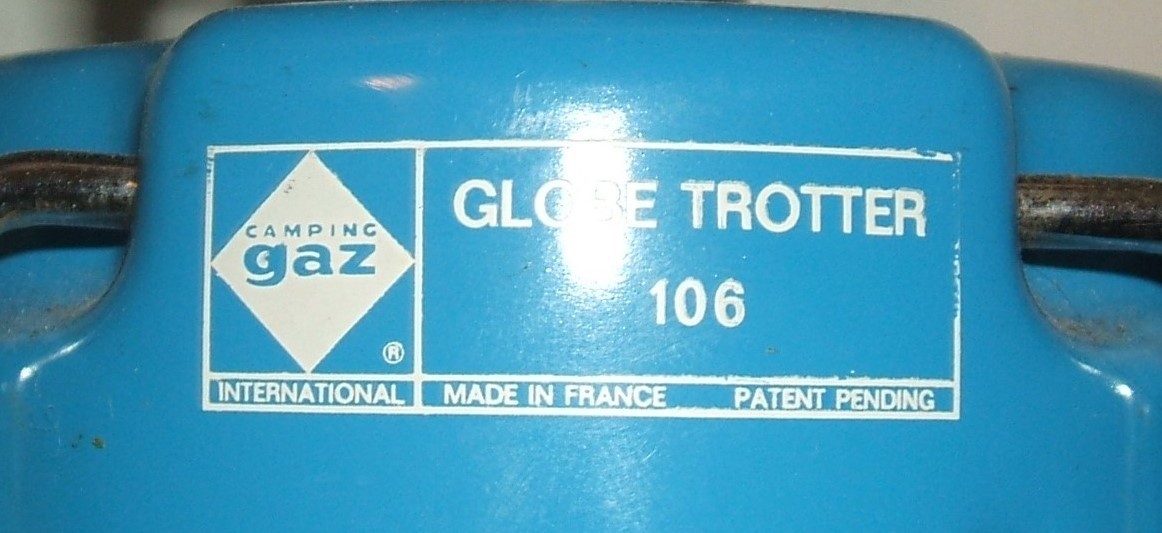 CAMPING
gaz
®
INTERNATIONAL
GLOBE TROTTER
106
MADE IN FRANCE
PATENT PENDING